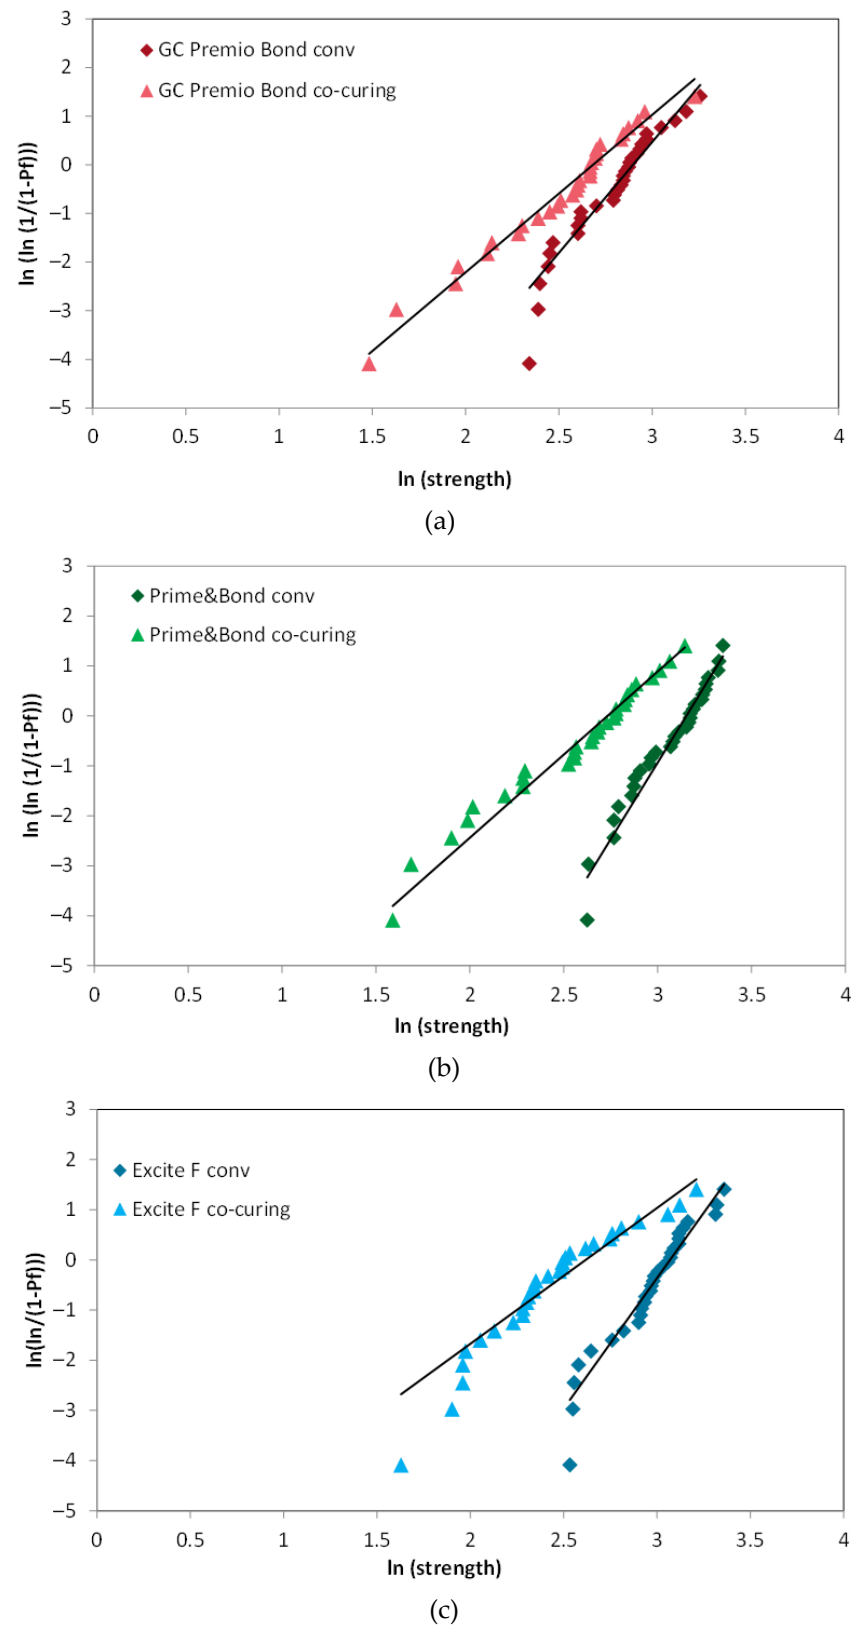 3
2
1
0
−1
−2
−3
−4
−5
GC Premio Bond conv
GC Premio Bond co-curing
ln (ln (1/(1-Pf)))
0 0.5 1 1.5 2 2.5 3 3.5 4
ln (strength)
(a)
3
2
1
0
−1
−2
−3
−4
−5
Prime&Bond conv
Prime&Bond co-curing
ln (ln (1/(1-Pf)))
0 0.5 1 1.5 2 2.5 3 3.5 4
ln (strength)
(b)
3
2
1
0
−1
−2
−3
−4
−5
Excite F conv
Excite F co-curing
ln(ln/(1-Pf)))
0 0.5 1 1.5 2 2.5 3 3.5 4
ln (strength)
(c)